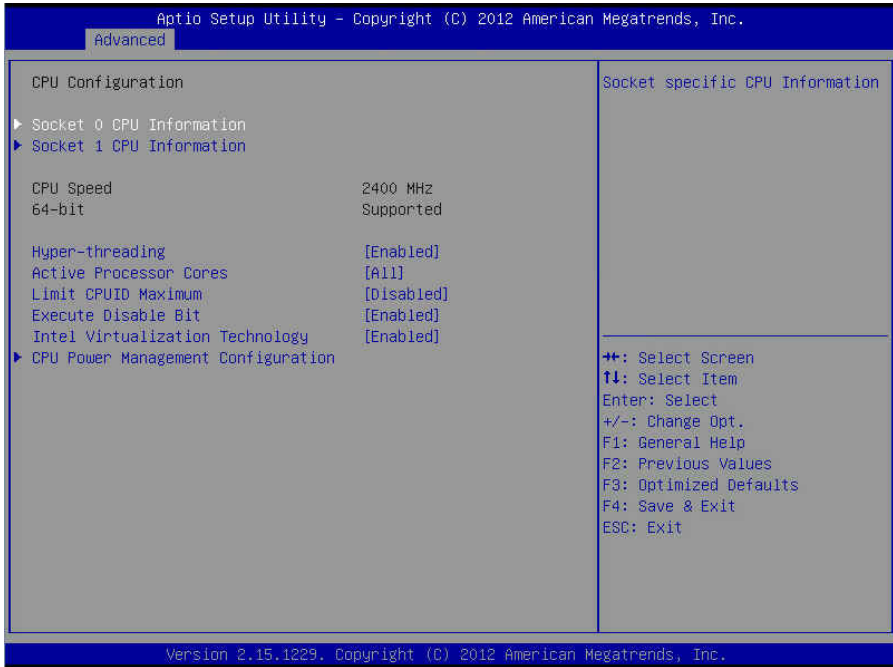 Aptio Setup Utility – Copyright (C) 2012 American Megatrends, Inc.
Advanced
CPU Configuration
Socket 0 CPU Information
Socket 1 CPU Information
CPU Speed 2400 MHz
64-bit Supported
Hyper-threading [Enabled]
Active Processor Cores [All]
Limit CPUID Maximum [Disabled]
Execute Disable Bit [Enabled]
Intel Virtualization Technology [Enabled]
CPU Power Management Configuration
Socket specific CPU Information
→←: Select Screen
↑↓: Select Item
Enter: Select
+/-: Change Opt.
F1: General Help
F2: Previous Values
F3: Optimized Defaults
F4: Save & Exit
ESC: Exit
Version 2.15.1229. Copyright (C) 2012 American Megatrends, Inc.